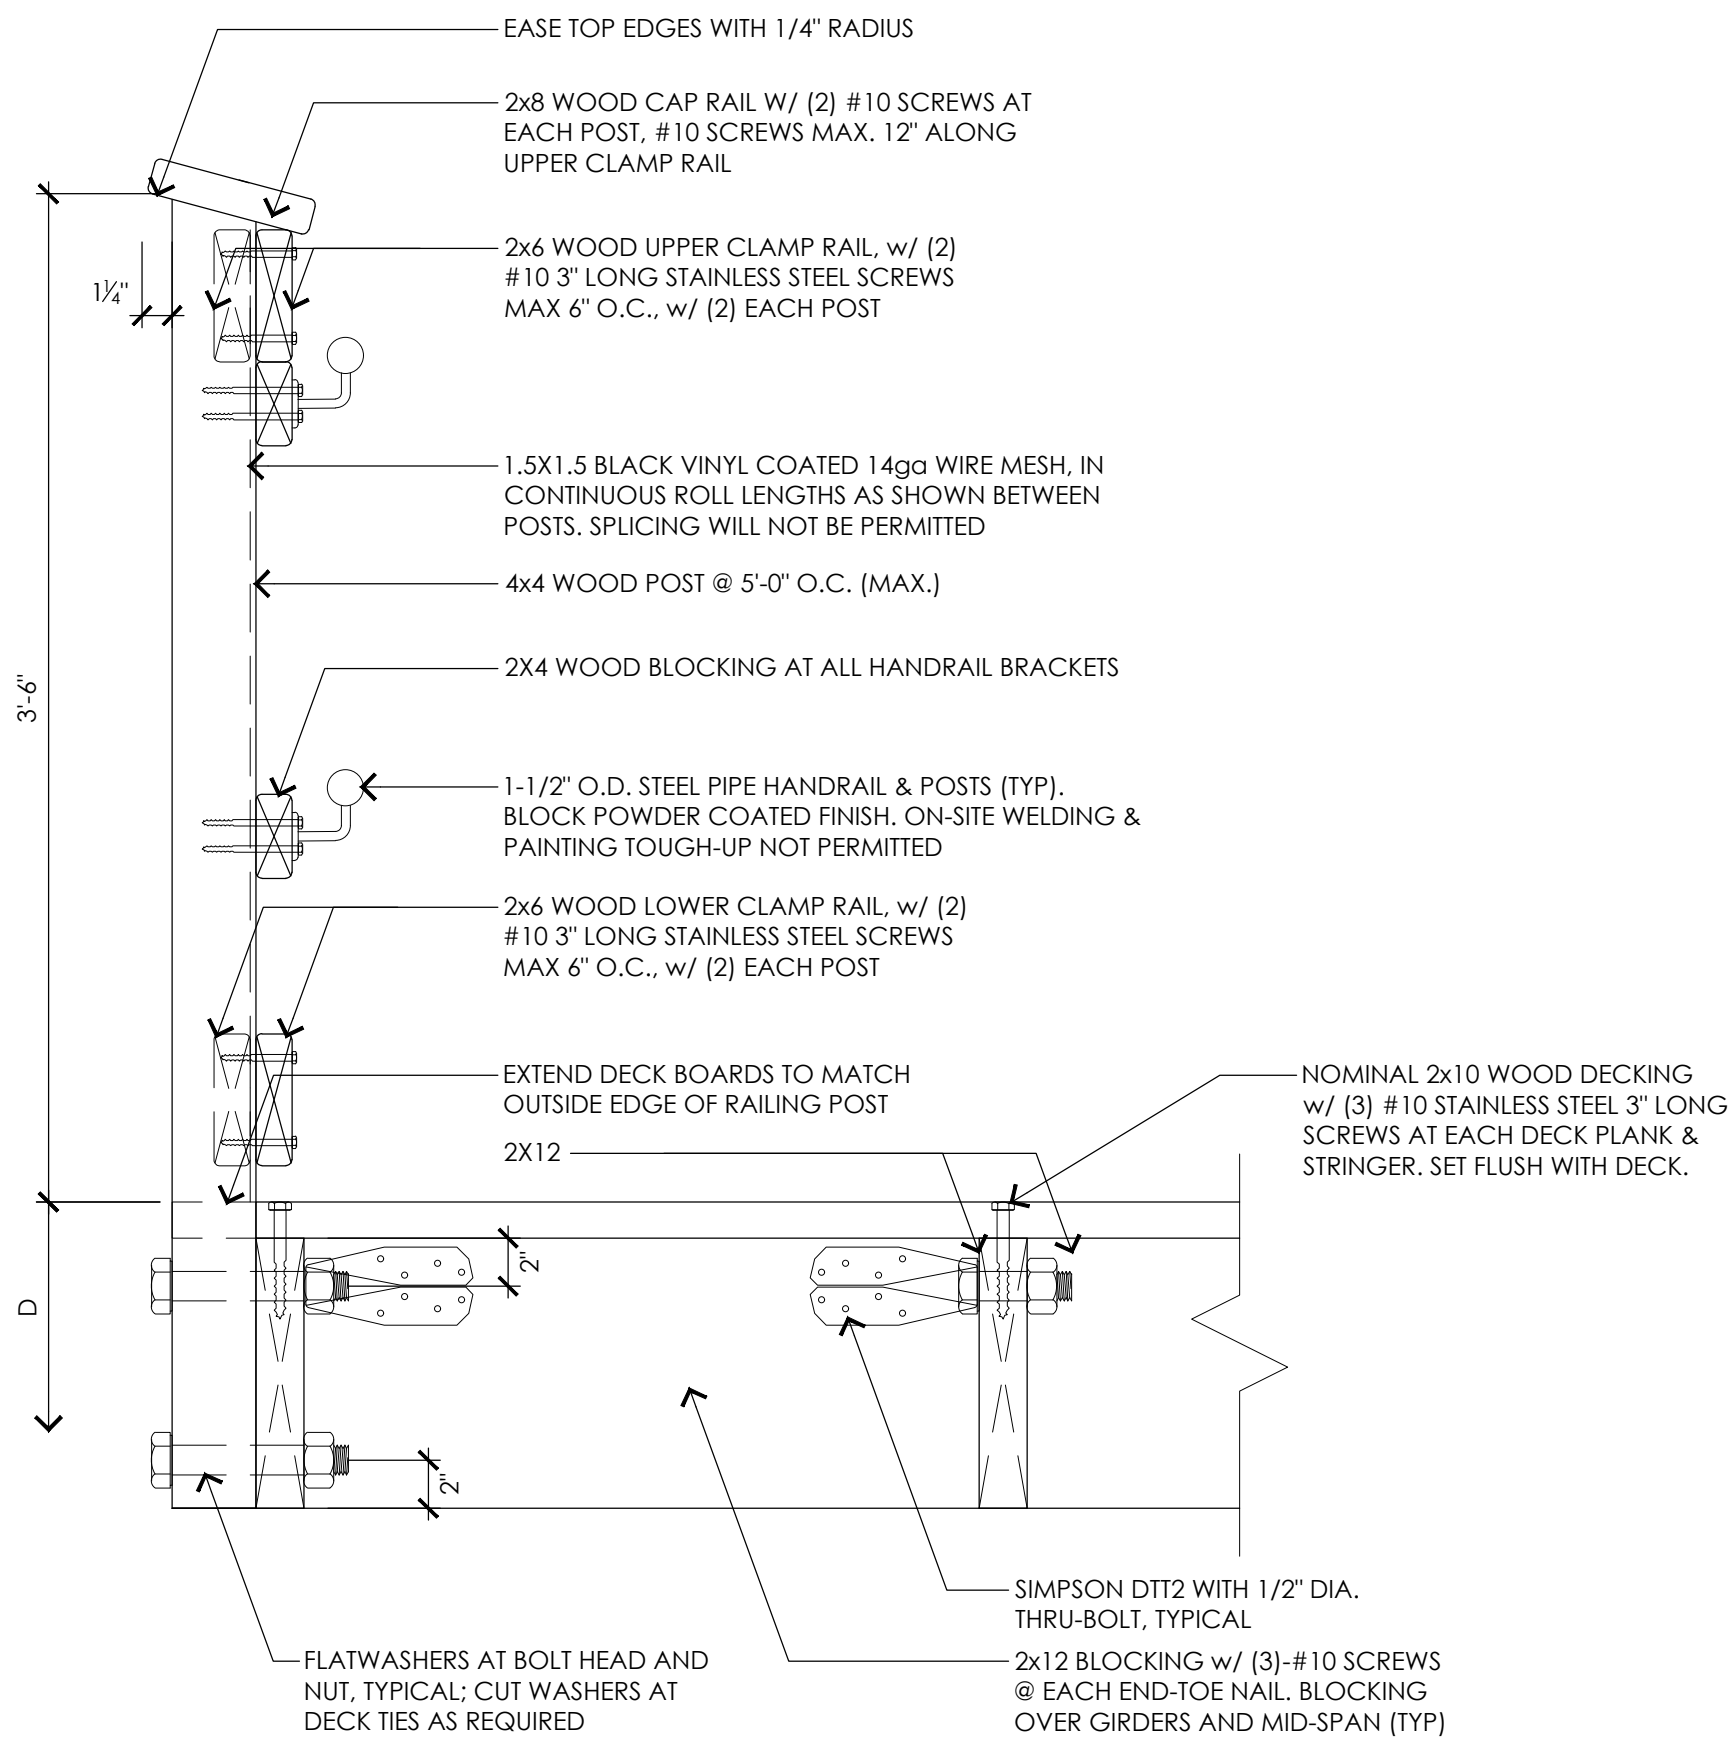 EASE TOP EDGES WITH 1/4" RADIUS
2x8 WOOD CAP RAIL W/ (2) #10 SCREWS AT
EACH POST, #10 SCREWS MAX. 12" ALONG
UPPER CLAMP RAIL
2x6 WOOD UPPER CLAMP RAIL, w/ (2)
#10 3" LONG STAINLESS STEEL SCREWS
MAX 6" O.C., w/ (2) EACH POST
1¼"
1.5X1.5 BLACK VINYL COATED 14ga WIRE MESH, IN
CONTINUOUS ROLL LENGTHS AS SHOWN BETWEEN
POSTS. SPLICING WILL NOT BE PERMITTED
4x4 WOOD POST @ 5'-0" O.C. (MAX.)
2X4 WOOD BLOCKING AT ALL HANDRAIL BRACKETS
3'-6"
1-1/2" O.D. STEEL PIPE HANDRAIL & POSTS (TYP).
BLOCK POWDER COATED FINISH. ON-SITE WELDING &
PAINTING TOUGH-UP NOT PERMITTED
2x6 WOOD LOWER CLAMP RAIL, w/ (2)
#10 3" LONG STAINLESS STEEL SCREWS
MAX 6" O.C., w/ (2) EACH POST
EXTEND DECK BOARDS TO MATCH
OUTSIDE EDGE OF RAILING POST
2X12
NOMINAL 2x10 WOOD DECKING
w/ (3) #10 STAINLESS STEEL 3" LONG
SCREWS AT EACH DECK PLANK &
STRINGER. SET FLUSH WITH DECK.
2"
D
2"
SIMPSON DTT2 WITH 1/2" DIA.
THRU-BOLT, TYPICAL
FLATWASHERS AT BOLT HEAD AND
NUT, TYPICAL; CUT WASHERS AT
DECK TIES AS REQUIRED
2x12 BLOCKING w/ (3)-#10 SCREWS
@ EACH END-TOE NAIL. BLOCKING
OVER GIRDERS AND MID-SPAN (TYP)